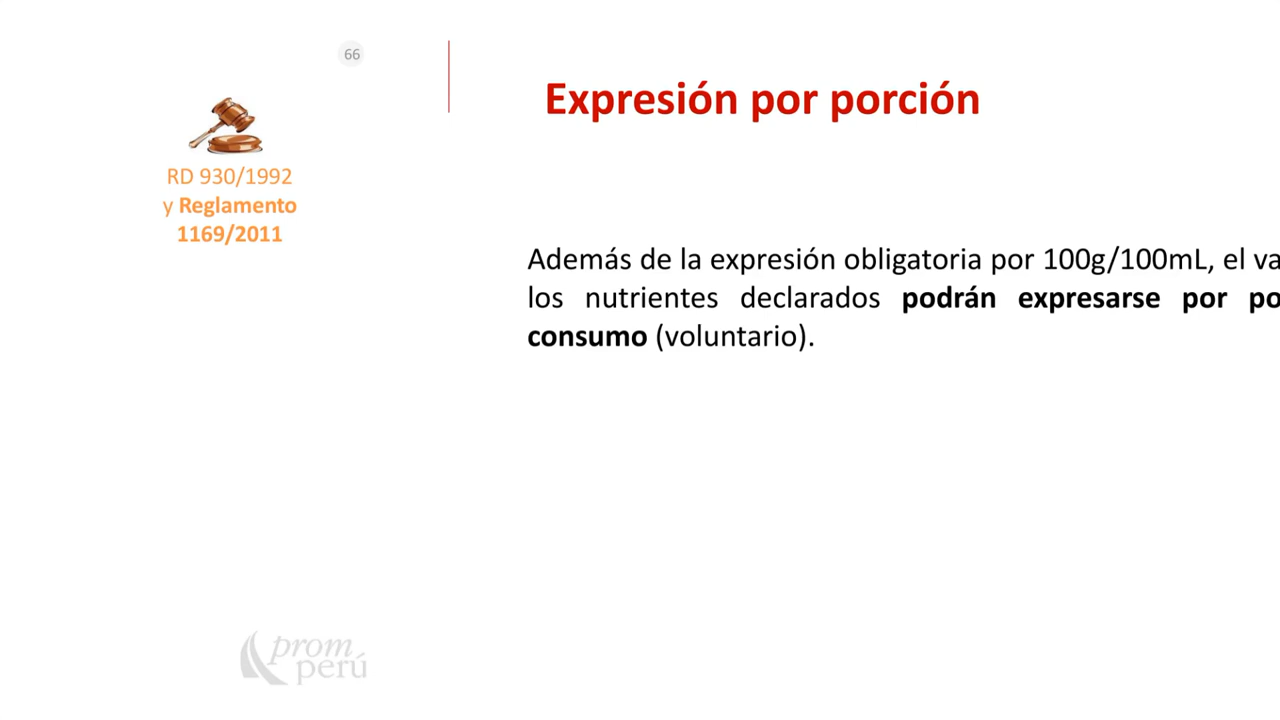 66
Expresión por porción
RD 930/1992
y Reglamento
1169/2011
Además de la expresión obligatoria por 100g/100mL, el va
los nutrientes declarados podrán expresarse por po
consumo (voluntario).
prom
perú